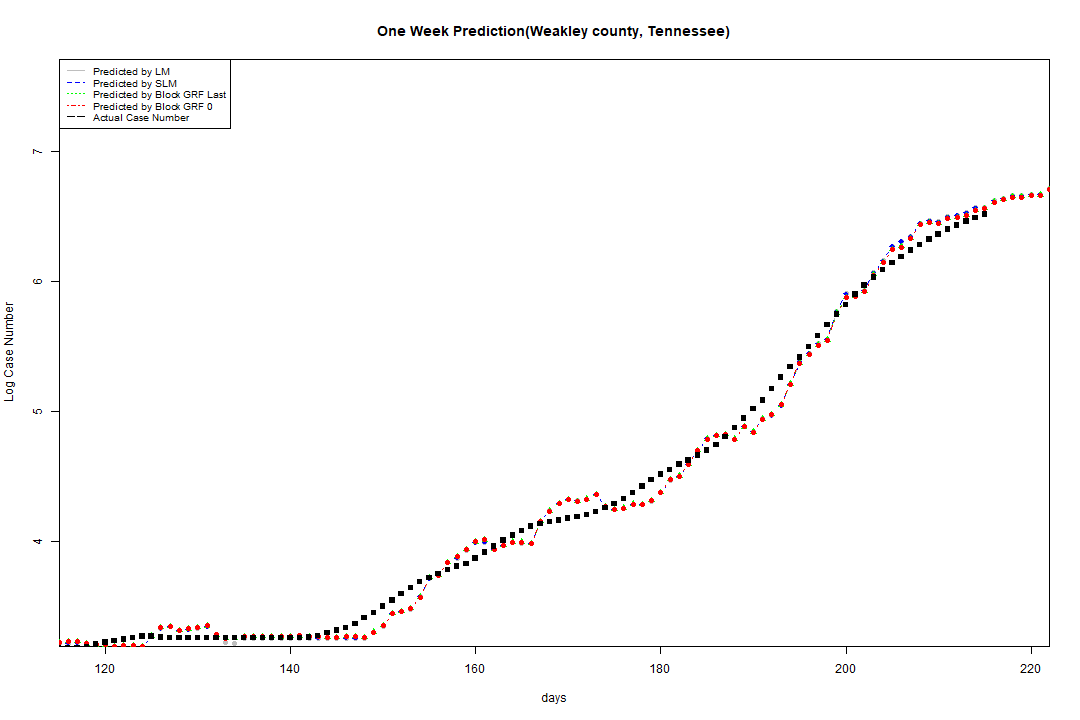 One Week Prediction(Weakley county, Tennessee)
Predicted by LM
Predicted by SLM
Predicted by Block GRF Last
Predicted by Block GRF 0
Actual Case Number
7
6
5
4
Log Case Number
120 140 160 180 200 220
days